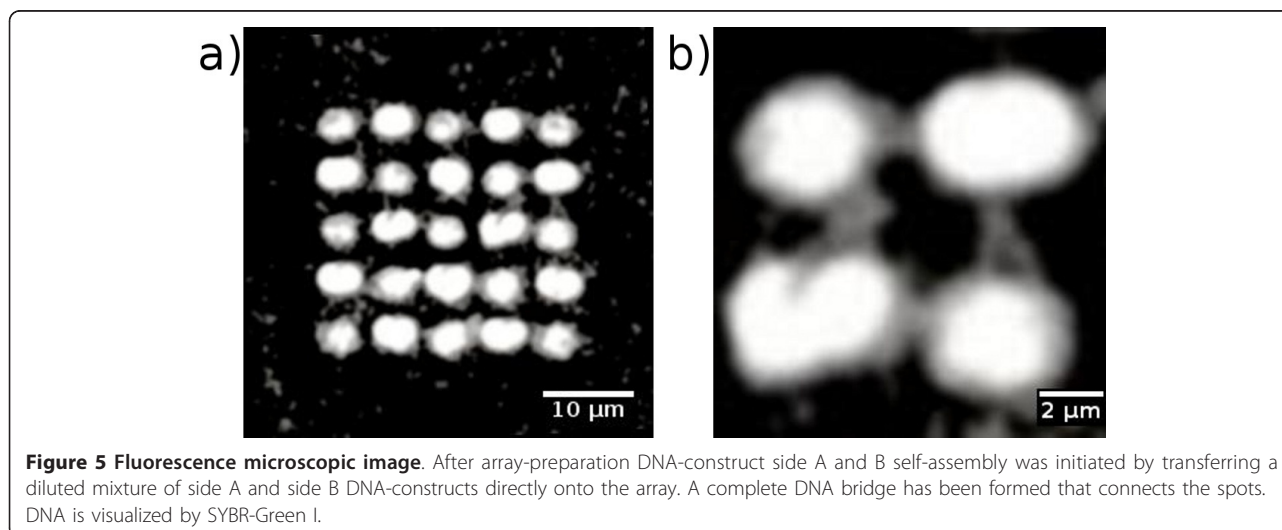 a)
b)
10 μm
2 μm
Figure 5 Fluorescence microscopic image. After array-preparation DNA-construct side A and B self-assembly was initiated by transferring a
diluted mixture of side A and side B DNA-constructs directly onto the array. A complete DNA bridge has been formed that connects the spots.
DNA is visualized by SYBR-Green I.